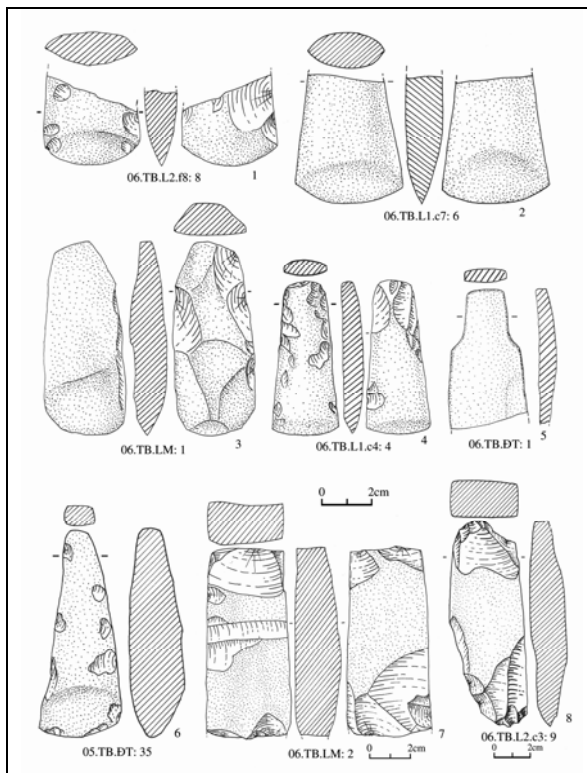 06.TB.L2.f8: 8
1
06.TB.L1.c7: 6
2
06.TB.LM: 1
3
06.TB.L1.c4: 4
4
06.TB.ĐT: 1
5
0 2cm
05.TB.ĐT: 35
6
06.TB.LM: 2
7
0 2cm
06.TB.L2.c3: 9
8
0 2cm